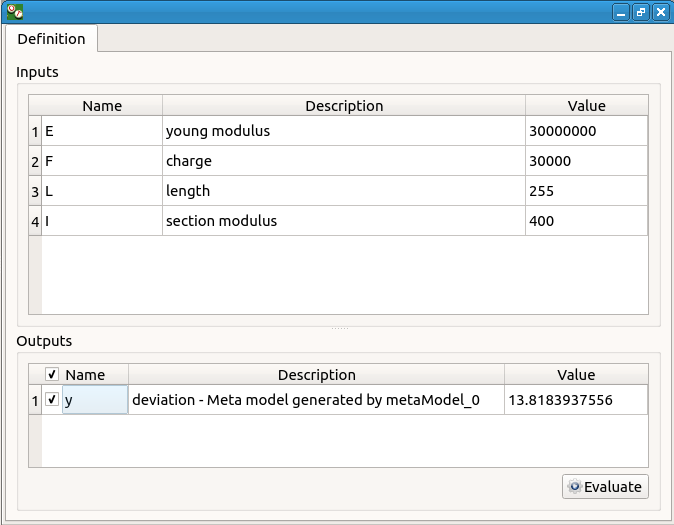 Definition
Inputs
Name Description Value
1 E young modulus 30000000
2 F charge 30000
3 L length 255
4 I section modulus 400
Outputs
Name Description Value
1 y deviation - Meta model generated by metaModel_0 13.8183937556
Evaluate